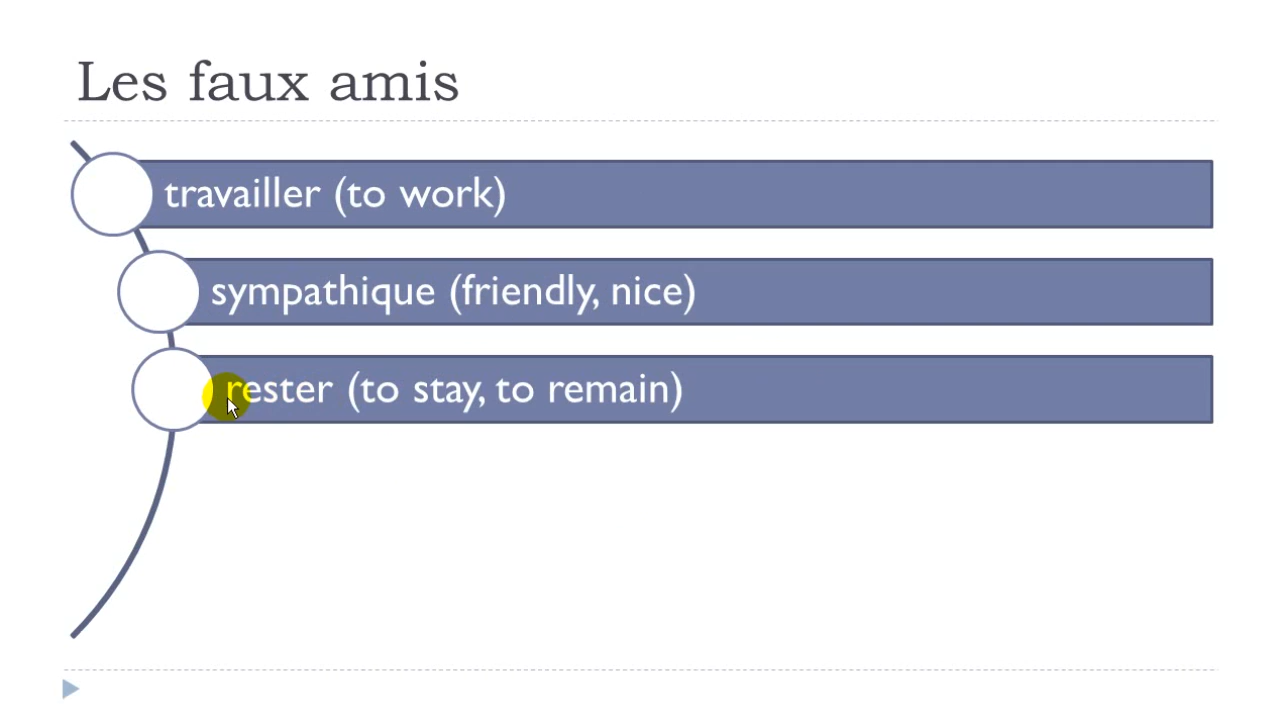 Les faux amis
travailler (to work)
sympathique (friendly, nice)
rester (to stay, to remain)